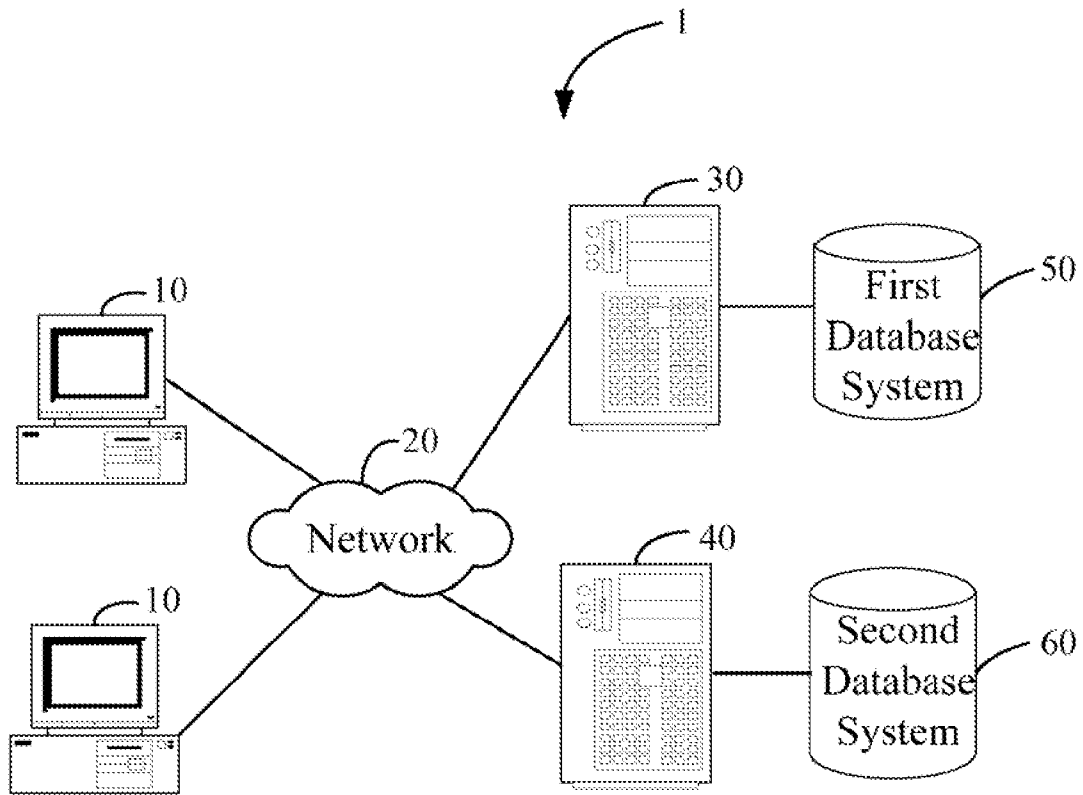 1
30
First
Database
System
50
10
20
Network
40
10
Second
Database
System
60